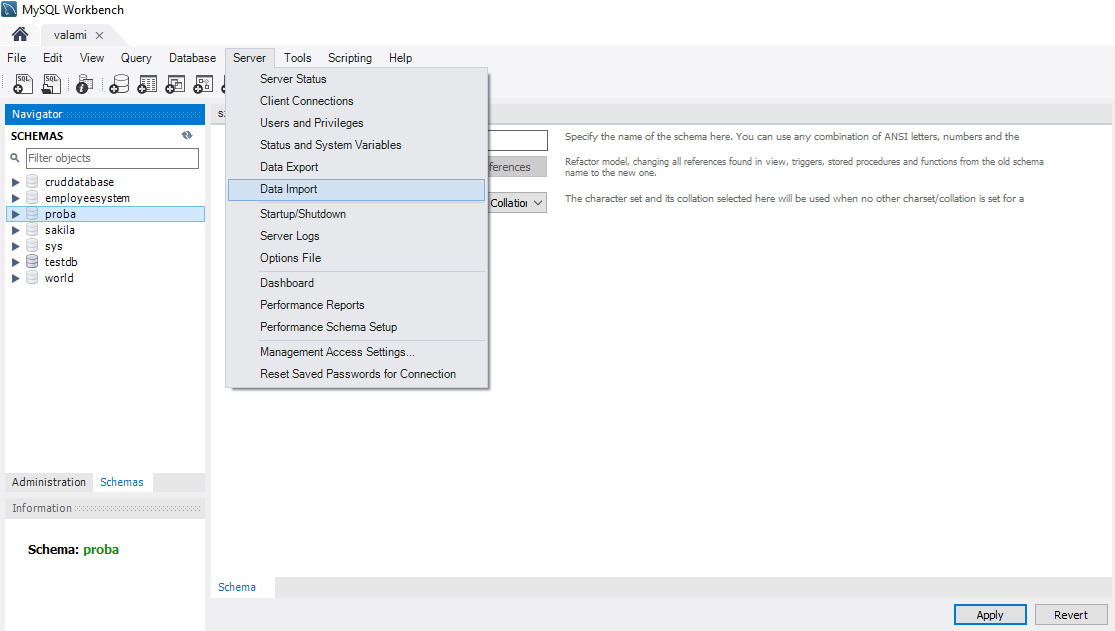 MySQL Workbench
valami
File Edit View Query Database Server Tools Scripting Help
SQL SQL
Navigator
SCHEMAS
Filter objects
cruddatabase
employeesystem
proba
sakila
sys
testdb
world
Administration Schemas
Information
Schema: proba
Server Status
Client Connections
Users and Privileges
Status and System Variables
Data Export
Data Import
Startup/Shutdown
Server Logs
Options File
Dashboard
Performance Reports
Performance Schema Setup
Management Access Settings...
Reset Saved Passwords for Connection
Specify the name of the schema here. You can use any combination of ANSI letters, numbers and the
ferences
Refactor model, changing all references found in view, triggers, stored procedures and functions from the old schema
name to the new one.
Collation
The character set and its collation selected here will be used when no other charset/collation is set for a
Schema
Apply Revert